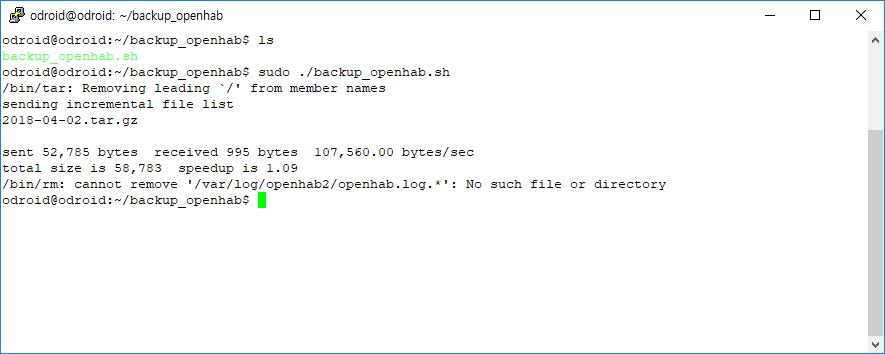 odroid@odroid: ~/backup_openhab
odroid@odroid:~/backup_openhab$ ls
backup_openhab.sh
odroid@odroid:~/backup_openhab$ sudo ./backup_openhab.sh
/bin/tar: Removing leading `/' from member names
sending incremental file list
2018-04-02.tar.gz
sent 52,785 bytes  received 995 bytes  107,560.00 bytes/sec
total size is 58,783  speedup is 1.09
/bin/rm: cannot remove '/var/log/openhab2/openhab.log.*': No such file or directory
odroid@odroid:~/backup_openhab$